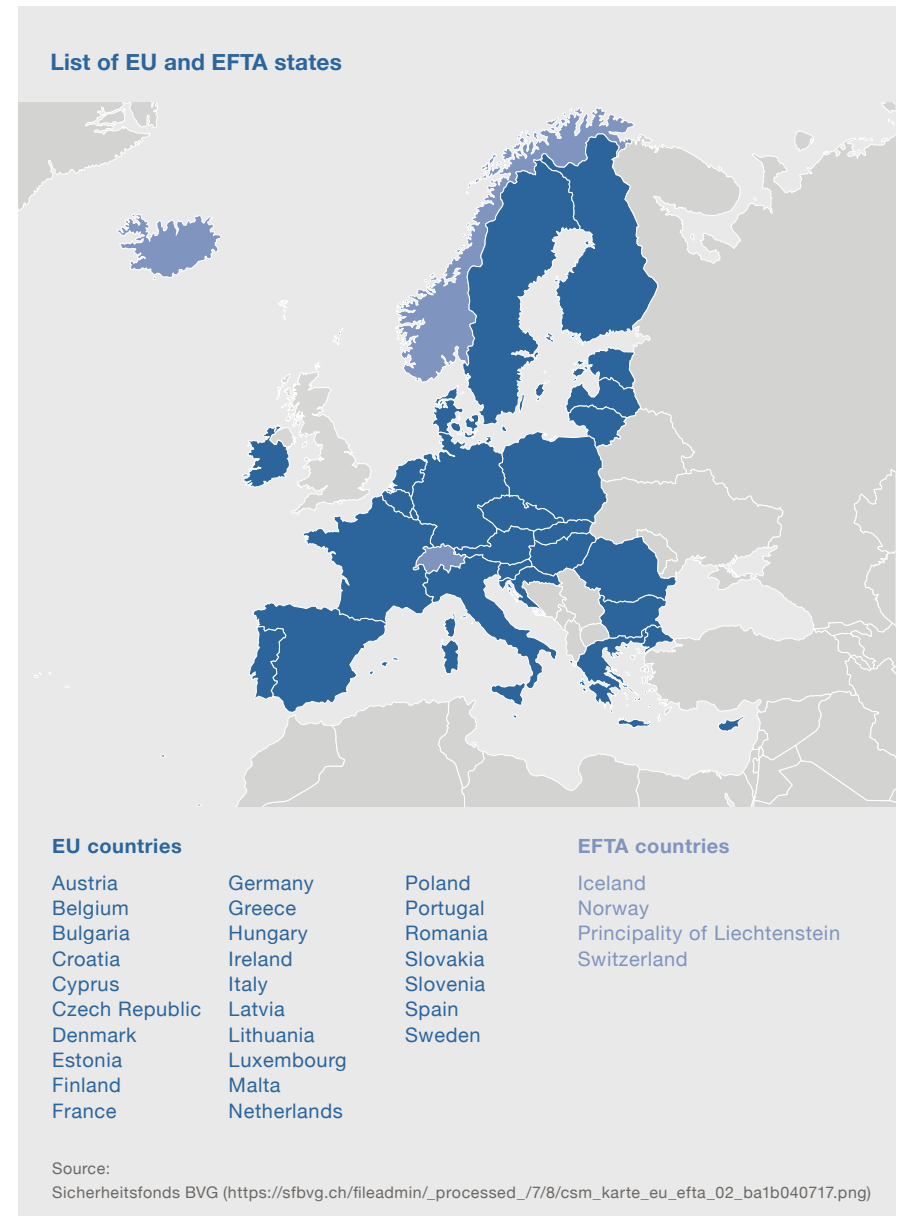 List of EU and EFTA states
EU countries
Austria
Belgium
Bulgaria
Croatia
Cyprus
Czech Republic
Denmark
Estonia
Finland
France
Germany
Greece
Hungary
Ireland
Italy
Latvia
Lithuania
Luxembourg
Malta
Netherlands
Poland
Portugal
Romania
Slovakia
Slovenia
Spain
Sweden
EFTA countries
Iceland
Norway
Principality of Liechtenstein
Switzerland
Source:
Sicherheitsfonds BVG (https://sfbvg.ch/fileadmin/_processed_/7/8/csm_karte_eu_efta_02_ba1b040717.png)